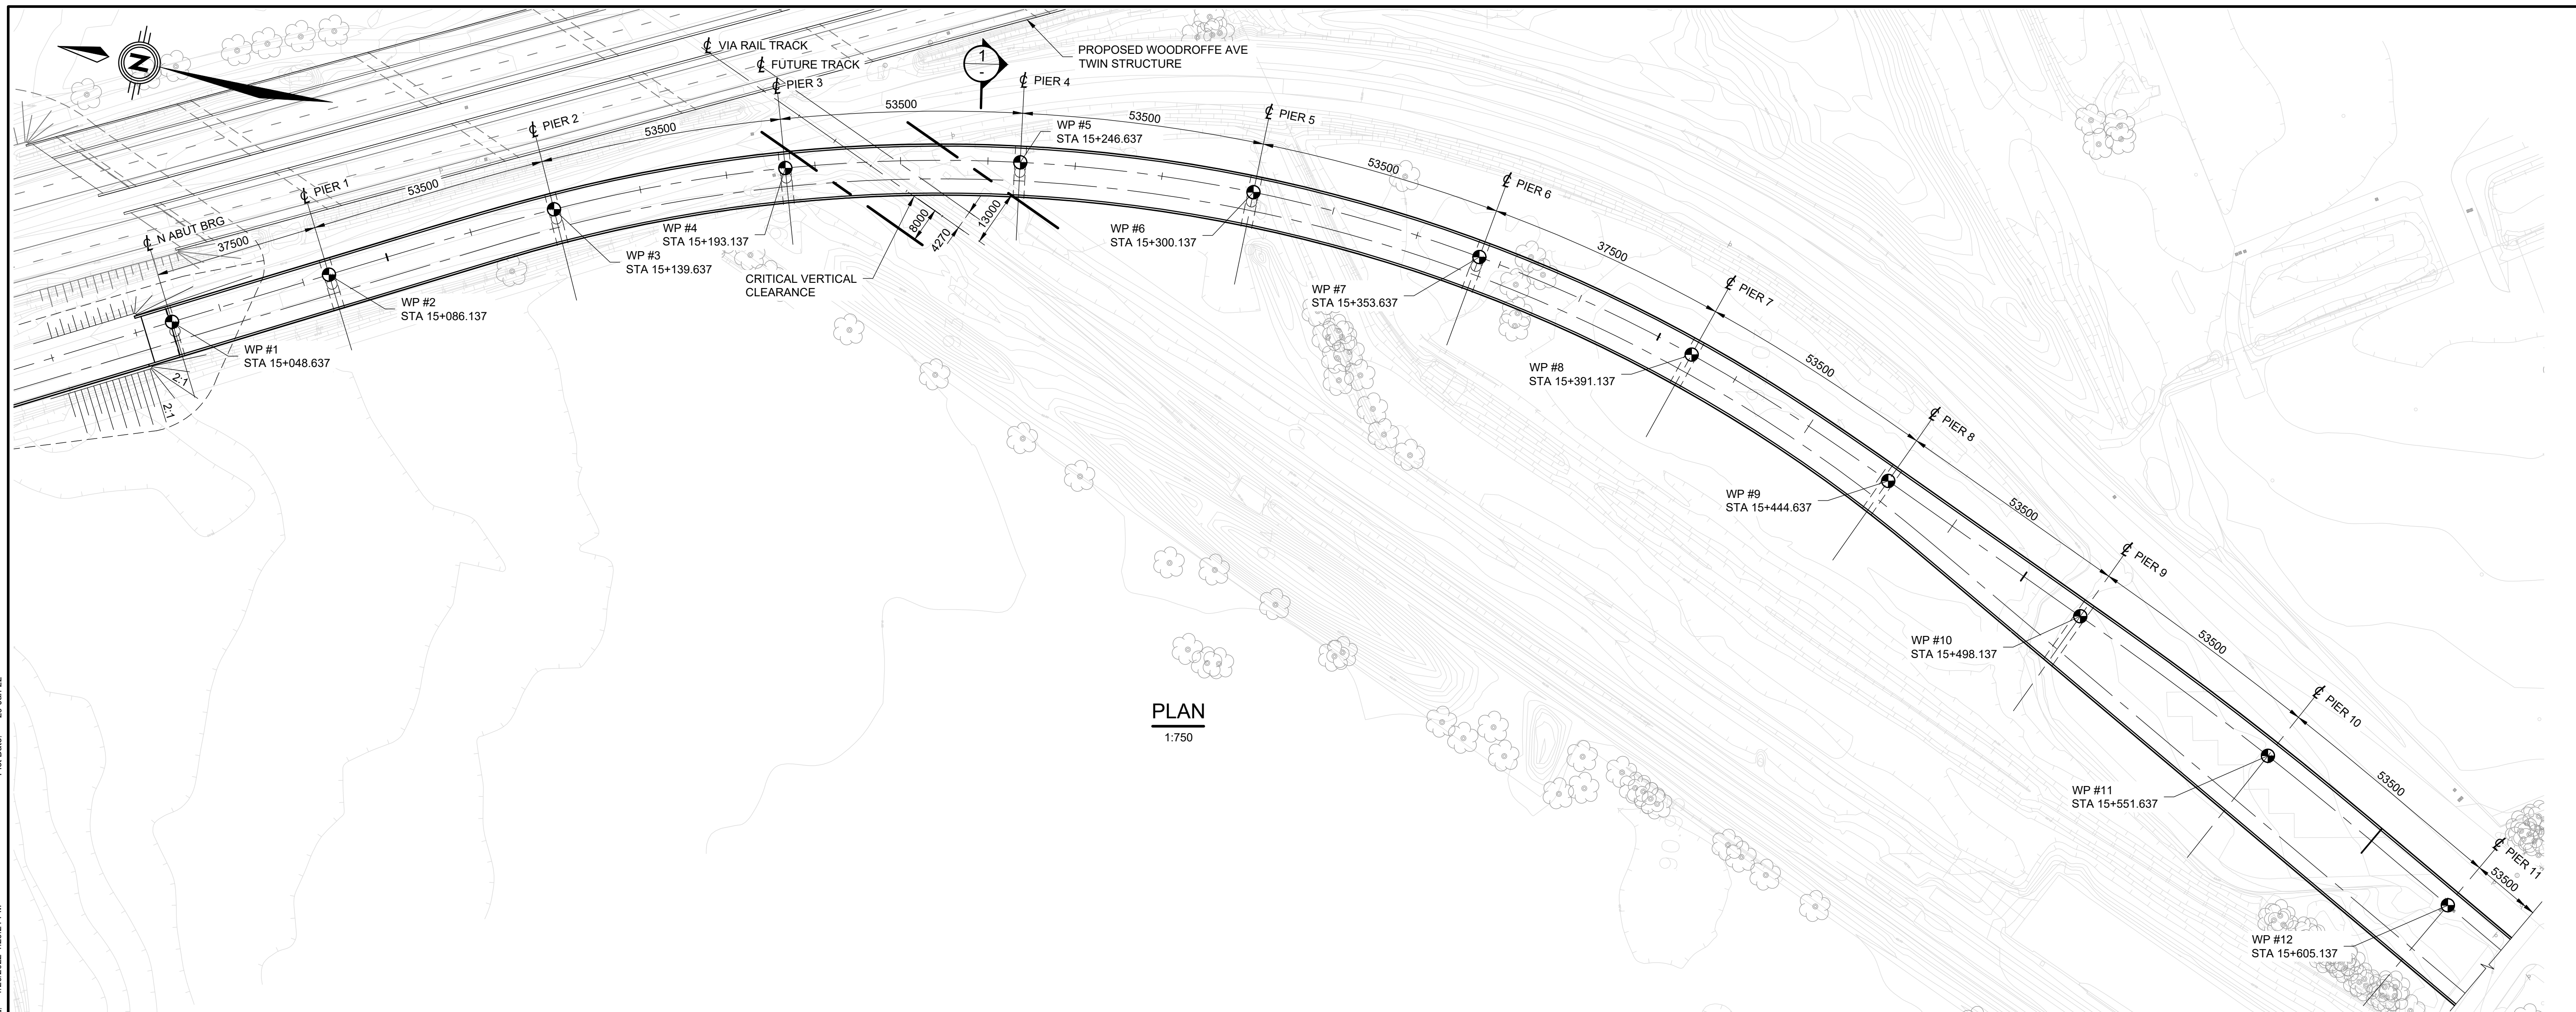 N
℄ VIA RAIL TRACK
℄ FUTURE TRACK
℄ PIER 3
1
-
PROPOSED WOODROFFE AVE
TWIN STRUCTURE
℄ PIER 4
53500
53500
℄ PIER 5
℄ PIER 2
53500
WP #5
STA 15+246.637
53500
℄ PIER 6
℄ PIER 1
53500
℄ N ABUT BRG
37500
WP #4
STA 15+193.137
8000
4270
13000
WP #6
STA 15+300.137
37500
WP #3
STA 15+139.637
CRITICAL VERTICAL
CLEARANCE
WP #7
STA 15+353.637
℄ PIER 7
WP #2
STA 15+086.137
WP #1
STA 15+048.637
2:1
2:1
53500
WP #8
STA 15+391.137
℄ PIER 8
WP #9
STA 15+444.637
53500
℄ PIER 9
WP #10
STA 15+498.137
53500
℄ PIER 10
PLAN
1:750
WP #11
STA 15+551.637
53500
℄ PIER 11
53500
WP #12
STA 15+605.137